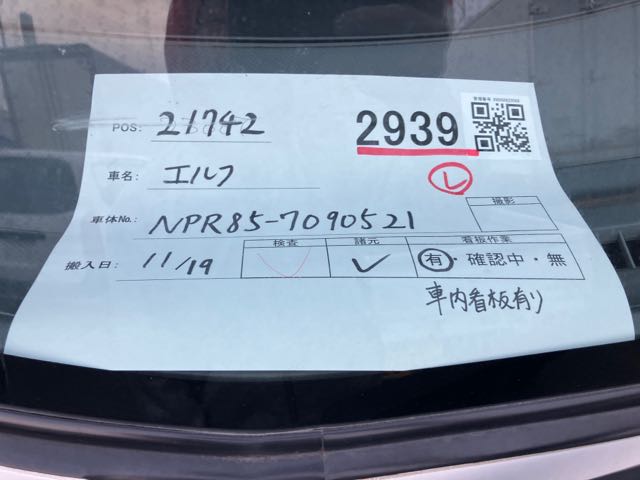 POS: 21742
2939
車名: エルフ
レ
車体No. NPR85-7090521
撮影
搬入日: 11/19
検査 諸元 看板作業
✓ ✓ 有・確認中・無
車内看板有り